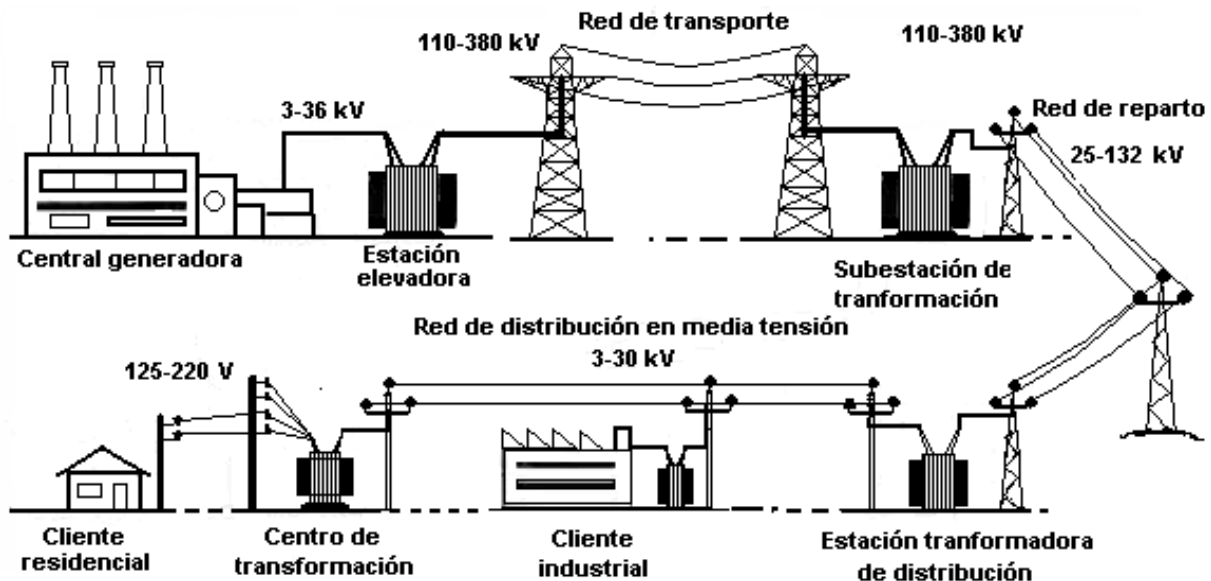 Red de transporte
110-380 kV
110-380 kV
3-36 kV
Red de reparto
25-132 kV
Central generadora
Estación
elevadora
Subestación de
tranformación
Red de distribución en media tensión
3-30 kV
125-220 V
Cliente
residencial
Centro de
transformación
Cliente
industrial
Estación tranformadora
de distribución